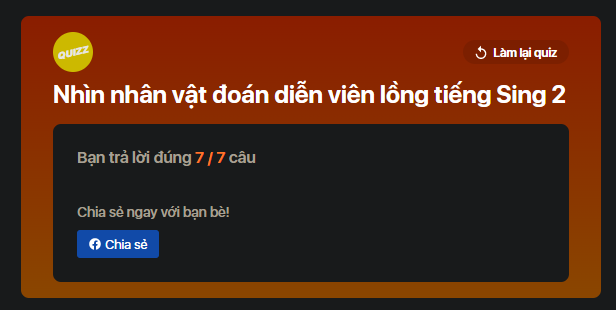 QUIZZ
Làm lại quiz
Nhìn nhân vật đoán diễn viên lồng tiếng Sing 2
Bạn trả lời đúng 7 / 7 câu
Chia sẻ ngay với bạn bè!
Chia sẻ